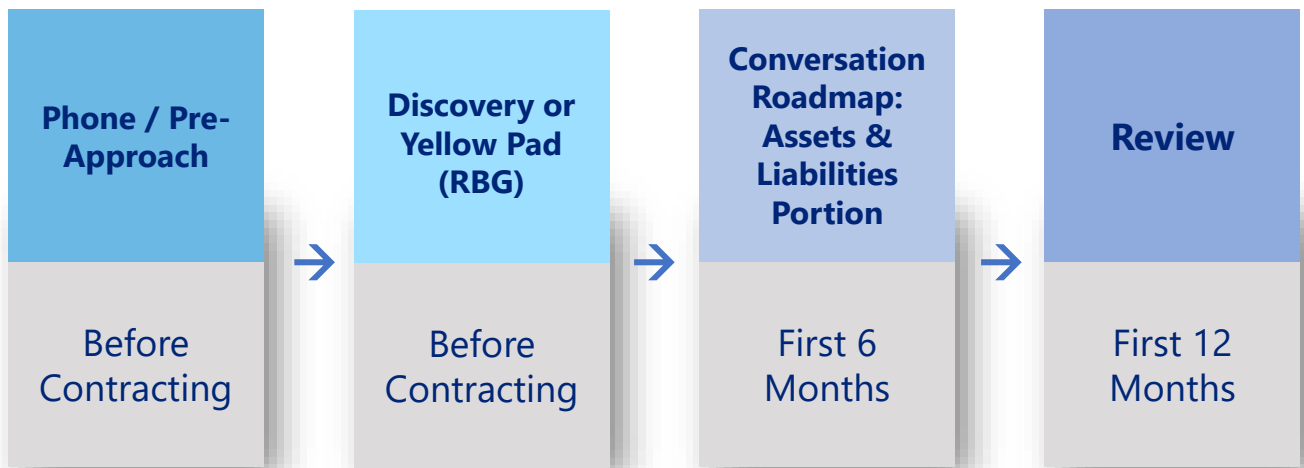 Phone / Pre-
Approach
Before
Contracting
Discovery or
Yellow Pad
(RBG)
Before
Contracting
Conversation
Roadmap:
Assets &
Liabilities
Portion
First 6
Months
Review
First 12
Months